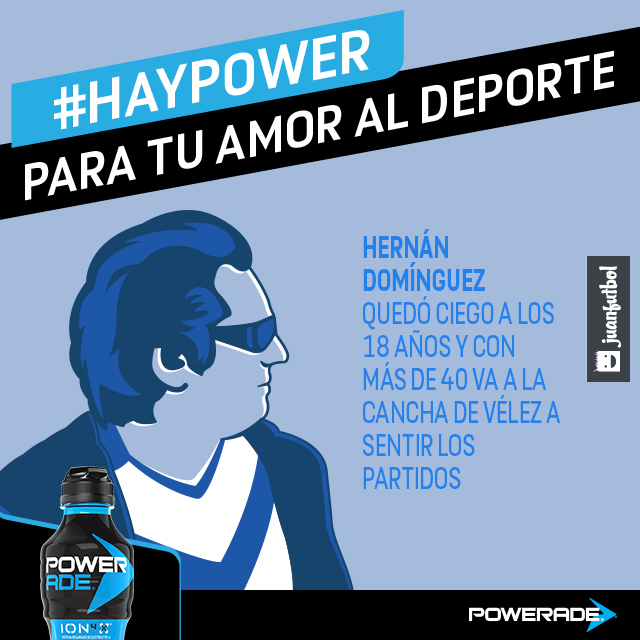 #HAYPOWER
PARA TU AMOR AL DEPORTE
HERNÁN
DOMÍNGUEZ
QUEDÓ CIEGO A LOS
18 AÑOS Y CON
MÁS DE 40 VA A LA
CANCHA DE VÉLEZ A
SENTIR LOS
PARTIDOS
juanfutbol
POWER
ADE
ION4
POWERADE